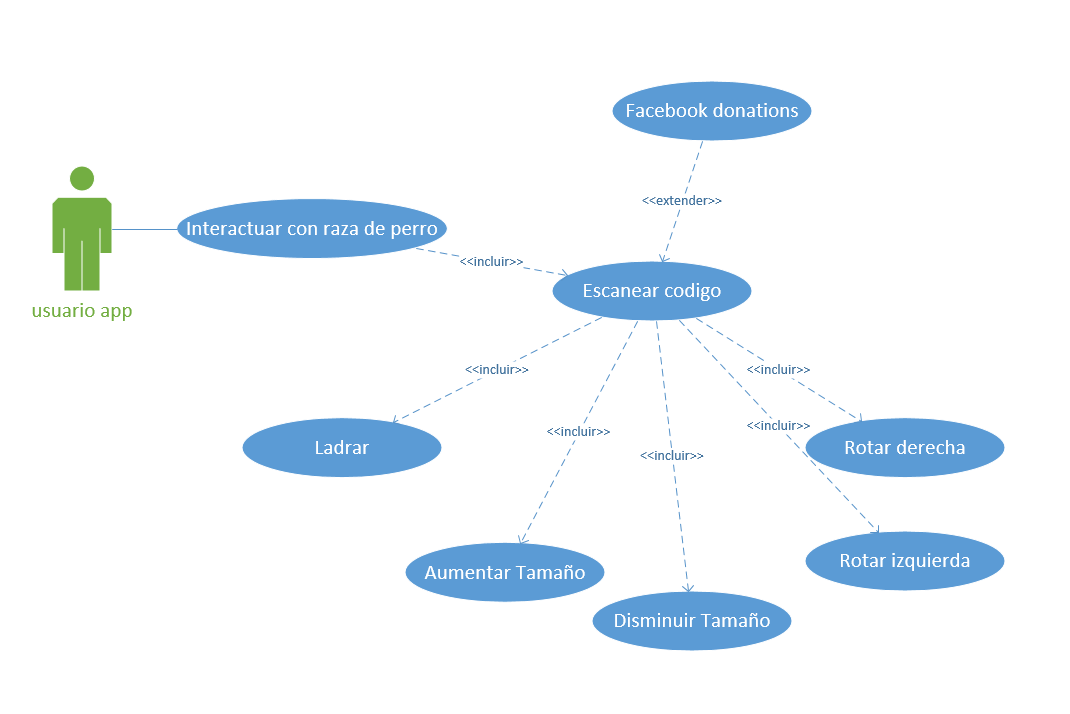 Facebook donations
<<extender>>
Interactuar con raza de perro
<<incluir>>
Escanear codigo
usuario app
<<incluir>>
<<incluir>>
<<incluir>>
<<incluir>>
<<incluir>>
Ladrar
Rotar derecha
Rotar izquierda
Aumentar Tamaño
Disminuir Tamaño